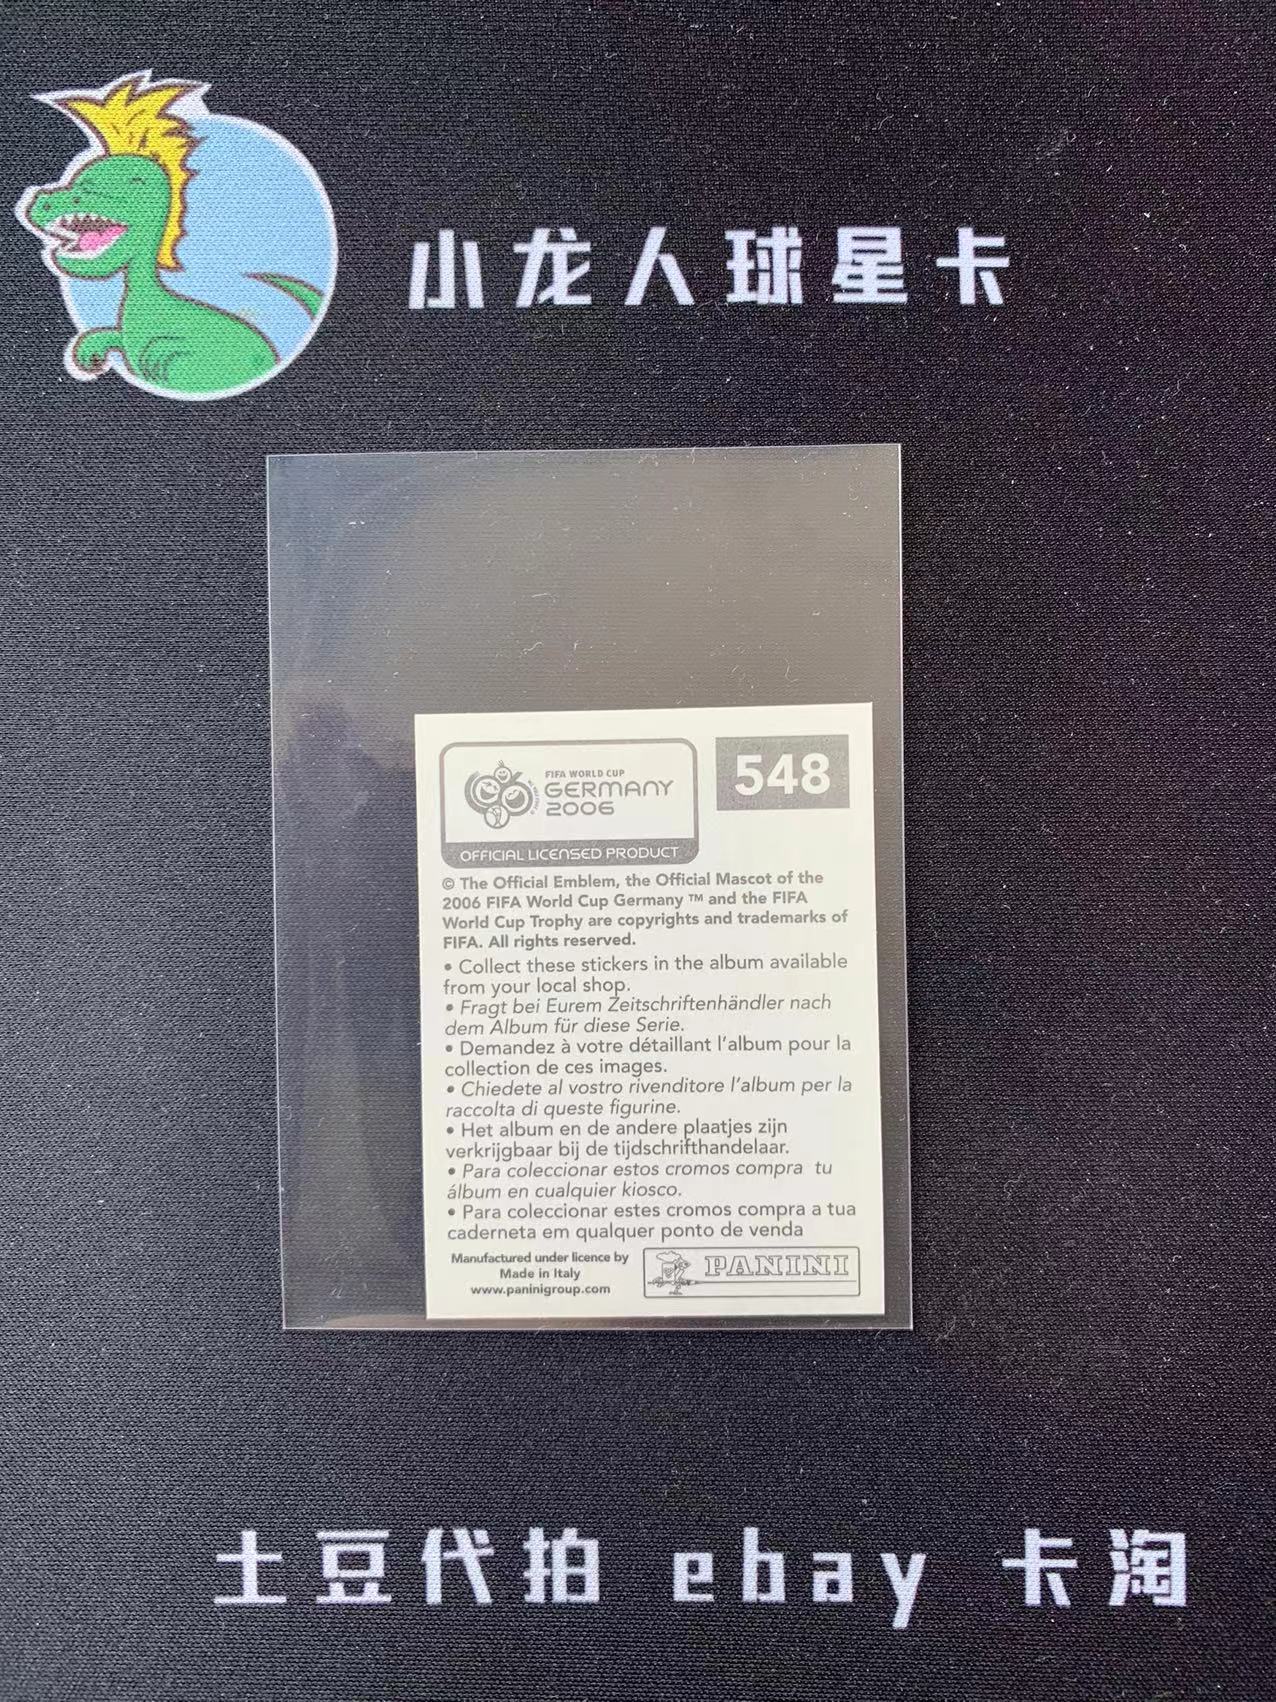 小龙人球星卡
FIFA WORLD CUP
GERMANY
2006
OFFICIAL LICENSED PRODUCT
548
© The Official Emblem, the Official Mascot of the
2006 FIFA World Cup Germany ™ and the FIFA
World Cup Trophy are copyrights and trademarks of
FIFA. All rights reserved.
• Collect these stickers in the album available
from your local shop.
• Fragt bei Eurem Zeitschriftenhändler nach
dem Album für diese Serie.
• Demandez à votre détaillant l'album pour la
collection de ces images.
• Chiedete al vostro rivenditore l'album per la
raccolta di queste figurine.
• Het album en de andere plaatjes zijn
verkrijgbaar bij de tijdschrifthandelaar.
• Para coleccionar estos cromos compra tu
álbum en cualquier kiosco.
• Para coleccionar estes cromos compra a tua
caderneta em qualquer ponto de venda
Manufactured under licence by
Made in Italy
www.paninigroup.com
PANINI
土豆代拍 ebay 卡淘